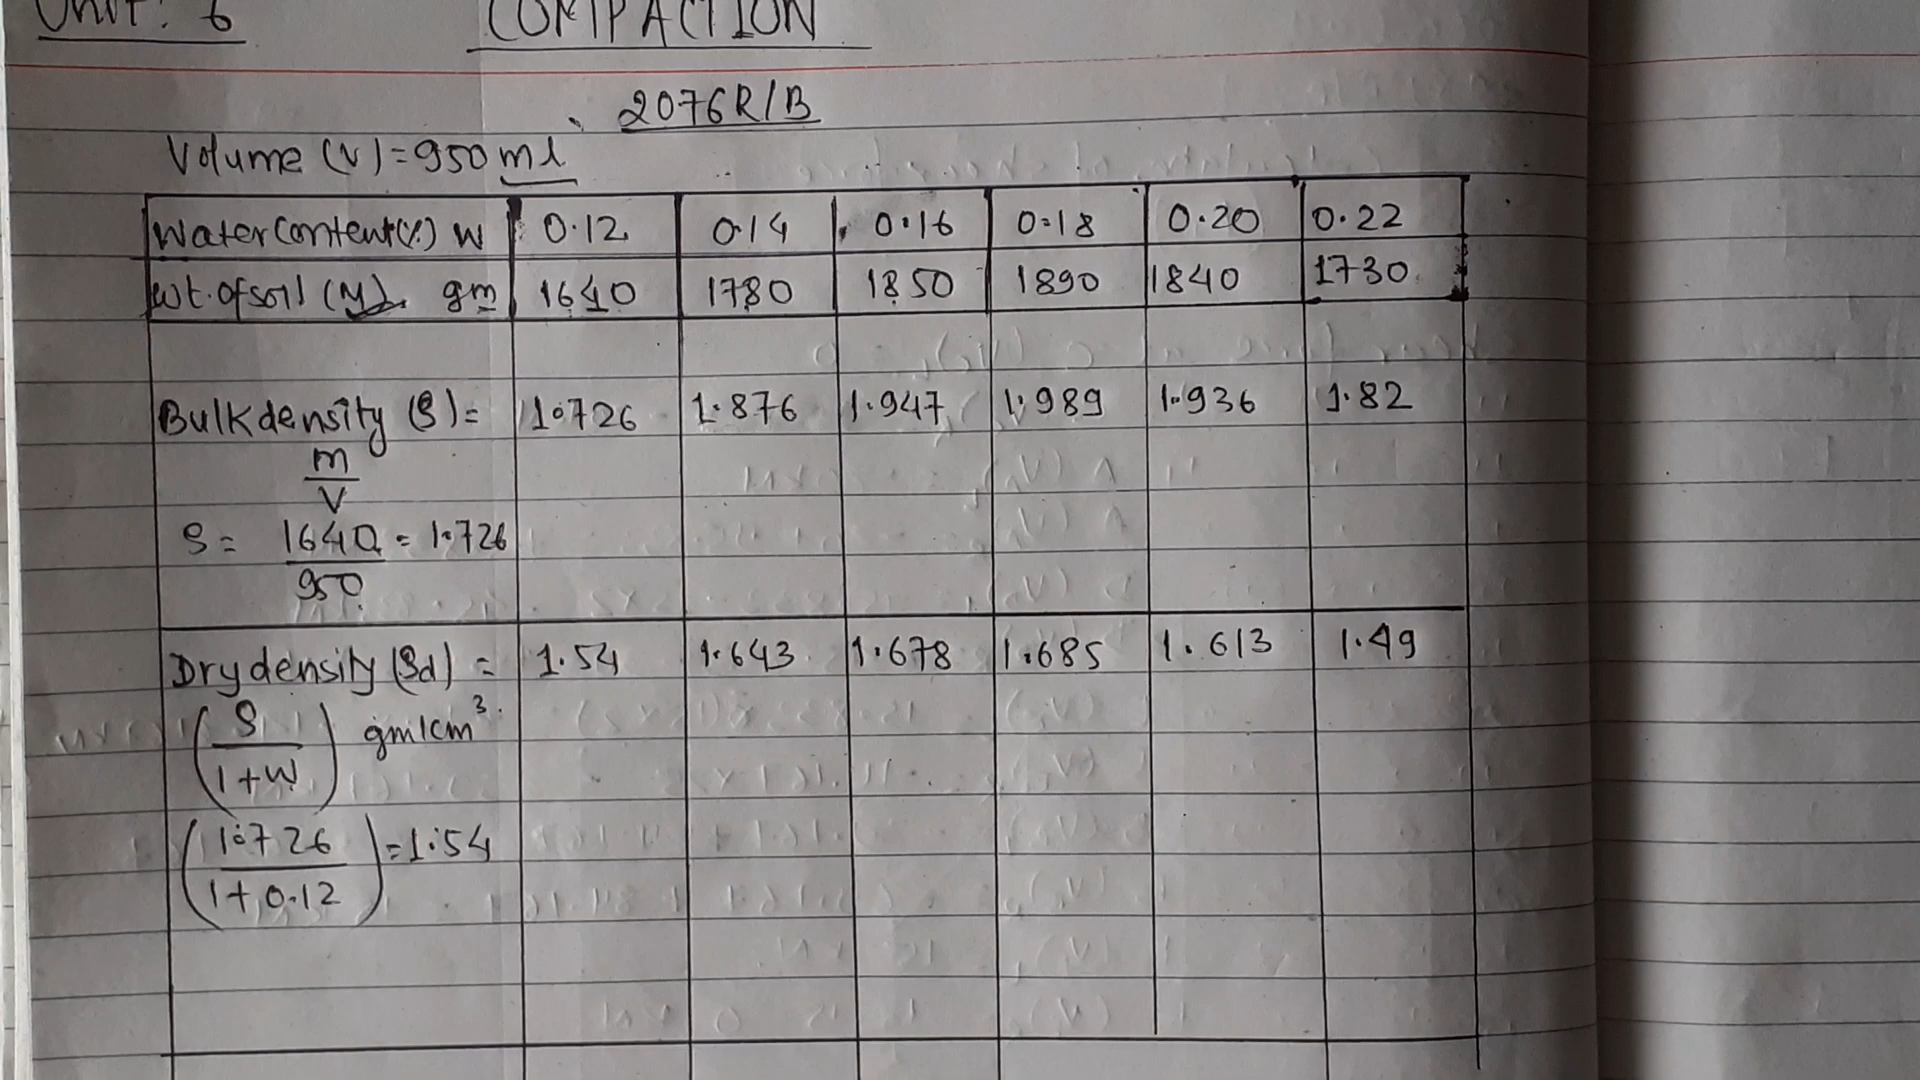 Unit: 6 COMPACTION
2076R/B
Volume (V)=950 ml
Water Content(%) W 0.12 0.14 0.16 0.18 0.20 0.22
Wt. of soil (M) gm 1640 1780 1850 1890 1840 1730
Bulk density (ρ)= 1.726 1.876 1.947 1.989 1.936 1.82
m
V
ρ = 1640 = 1.726
950
Dry density (ρd) = 1.54 1.643 1.678 1.685 1.613 1.49
(ρ/1+W) gm/cm³
(1.726/1+0.12) = 1.54